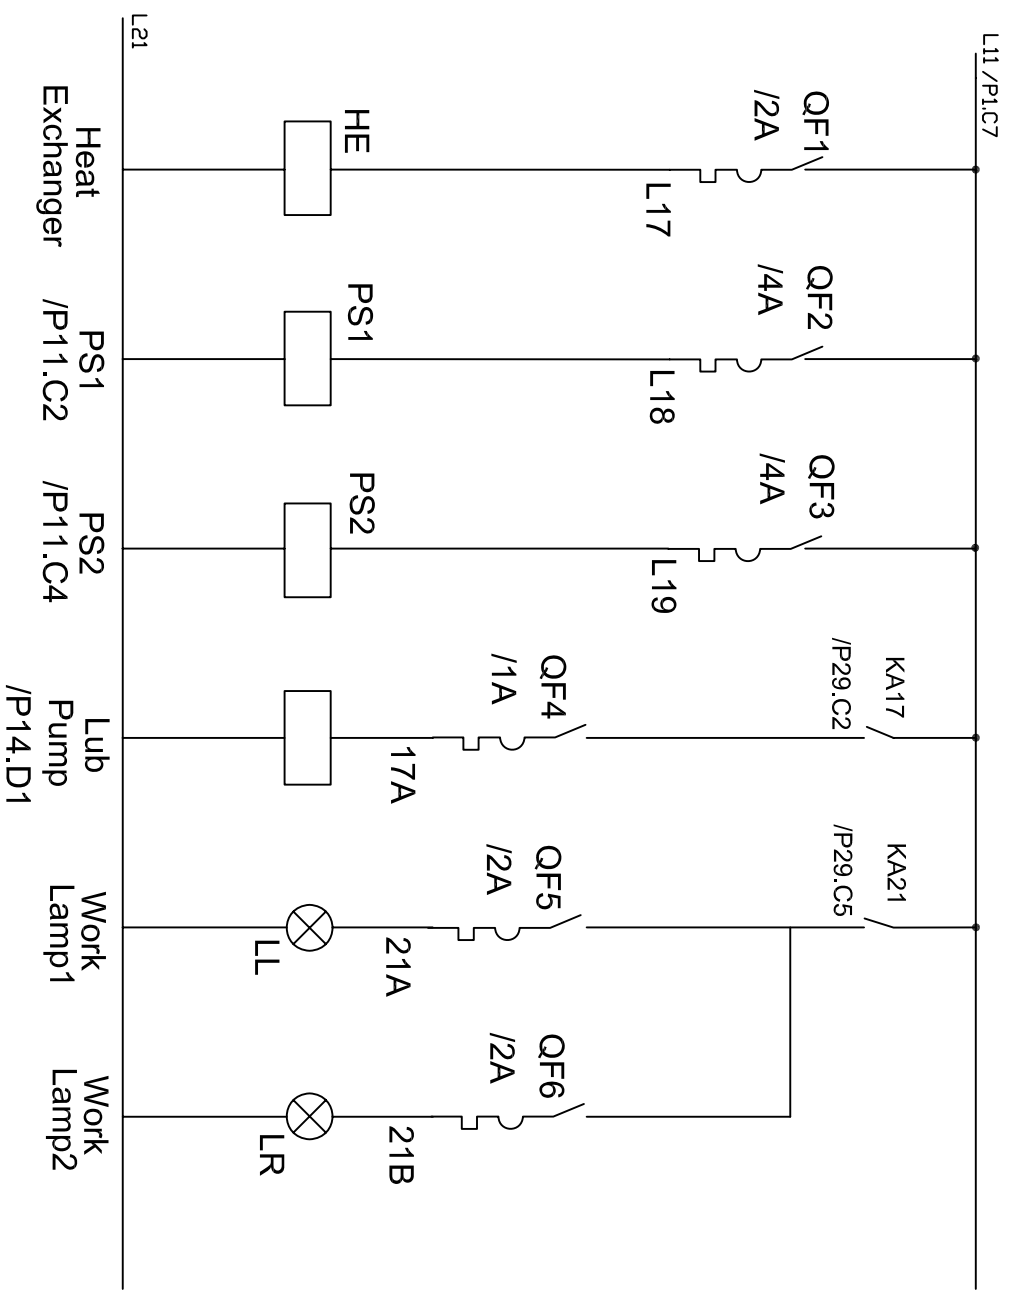 L11 /P1.C7
QF1
/2A
L17
HE
Heat
Exchanger
QF2
/4A
L18
PS1
PS1
/P11.C2
QF3
/4A
L19
PS2
PS2
/P11.C4
KA17
/P29.C2
QF4
/1A
17A
Lub
Pump
/P14.D1
KA21
/P29.C5
QF5
/2A
21A
LL
Work
Lamp1
QF6
/2A
21B
LR
Work
Lamp2
L21